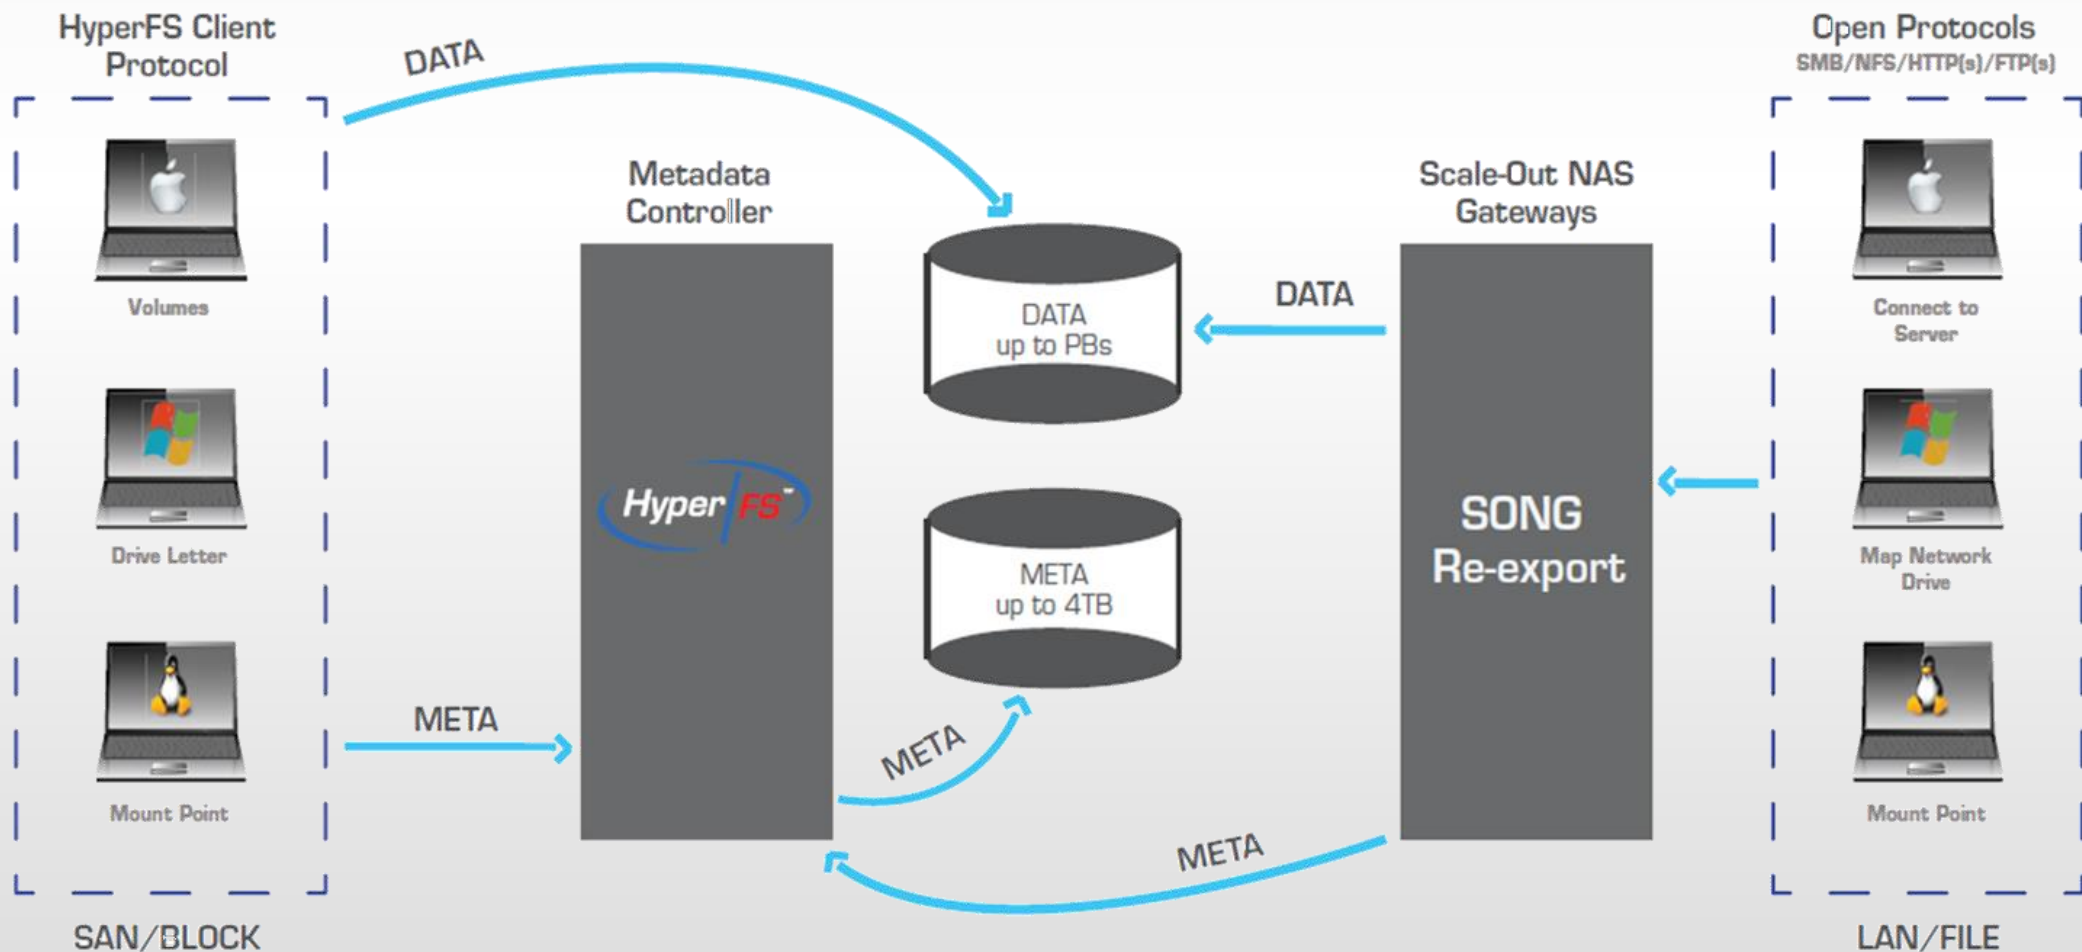 HyperFS Client
Protocol
DATA
Volumes
Drive Letter
Mount Point
SAN/BLOCK
META
Metadata
Controller
Hyper FS™
META
DATA
up to PBs
META
up to 4TB
DATA
META
Scale-Out NAS
Gateways
SONG
Re-export
Open Protocols
SMB/NFS/HTTP(s)/FTP(s)
Connect to
Server
Map Network
Drive
Mount Point
LAN/FILE